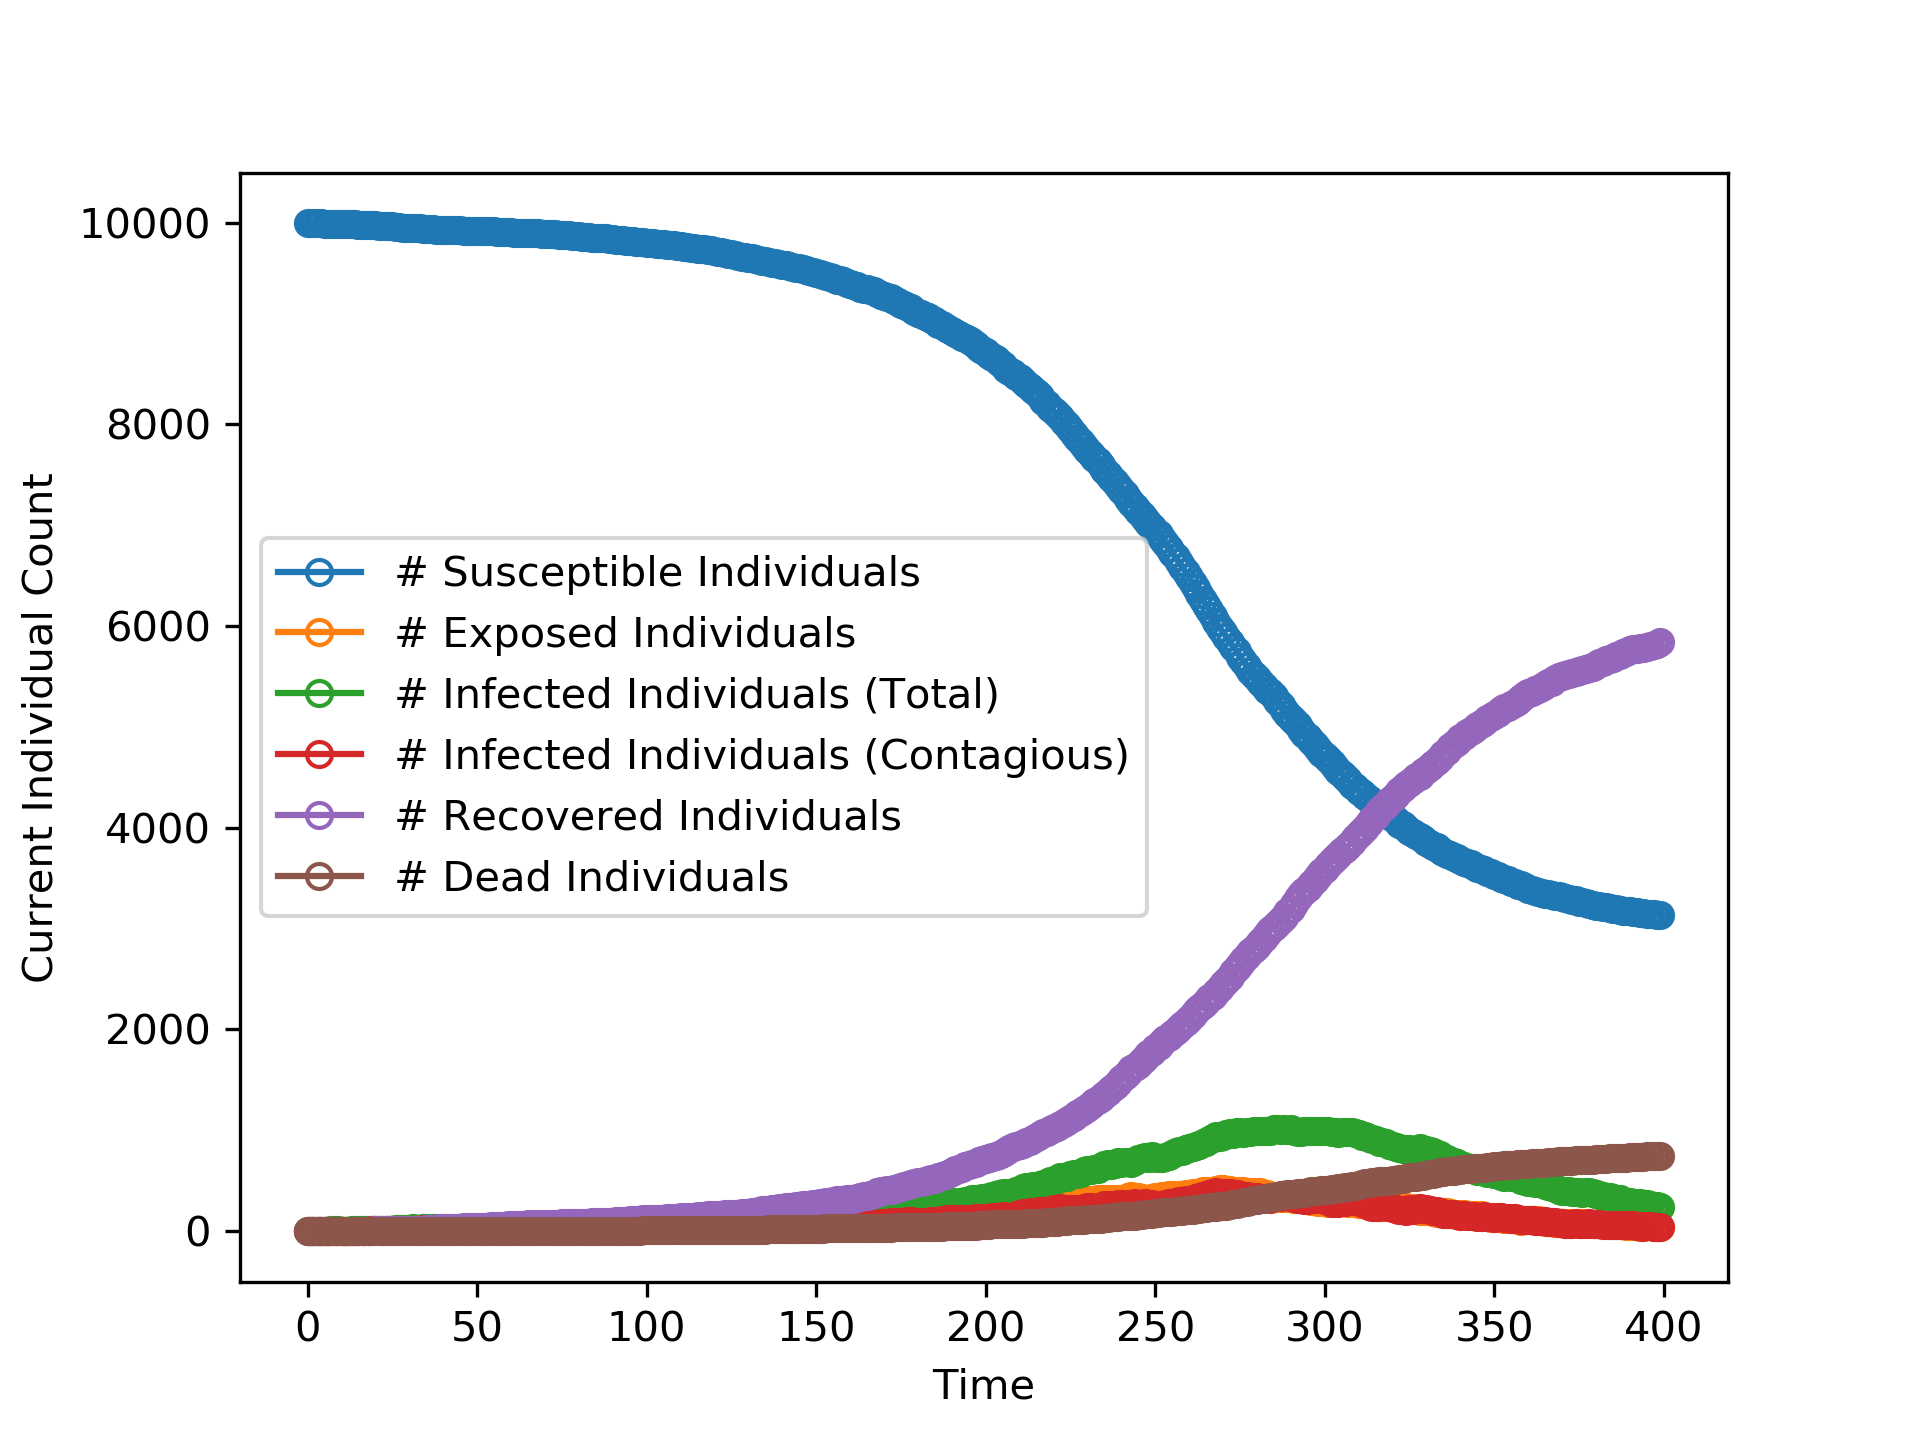 10000
8000
6000
4000
2000
0
Current Individual Count
# Susceptible Individuals
# Exposed Individuals
# Infected Individuals (Total)
# Infected Individuals (Contagious)
# Recovered Individuals
# Dead Individuals
0 50 100 150 200 250 300 350 400
Time